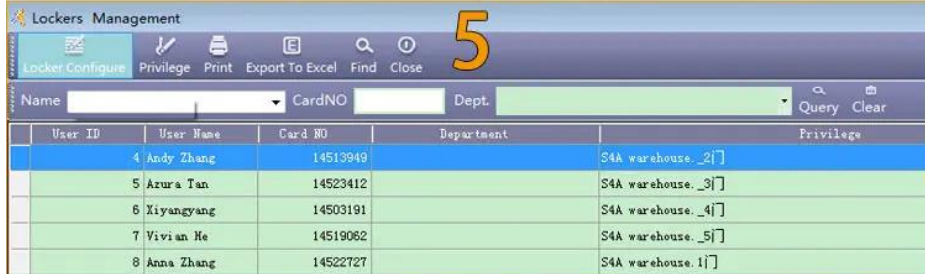 Lockers Management
5
Locker Configure Privilege Print Export To Excel Find Close
Name CardNO Dept. Query Clear
User ID User Name Card NO Department Privilege
4 Andy Zhang 14513949 S4A warehouse._2门
5 Azura Tan 14523412 S4A warehouse._3门
6 Xiyangyang 14503191 S4A warehouse._4门
7 Vivian He 14519062 S4A warehouse._5门
8 Anna Zhang 14522727 S4A warehouse.1门